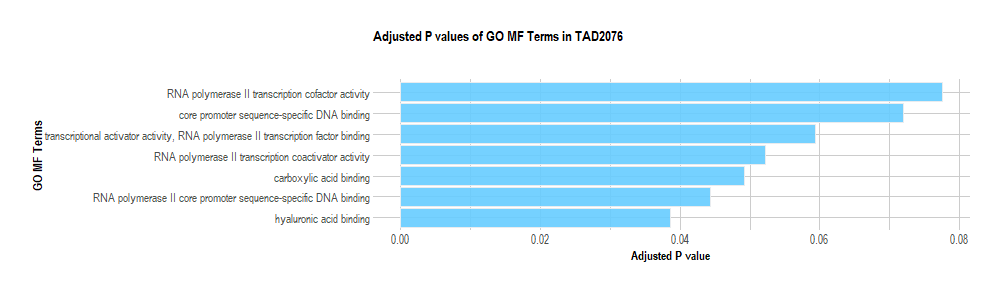 Adjusted P values of GO MF Terms in TAD2076
GO MF Terms
RNA polymerase II transcription cofactor activity
core promoter sequence-specific DNA binding
transcriptional activator activity, RNA polymerase II transcription factor binding
RNA polymerase II transcription coactivator activity
carboxylic acid binding
RNA polymerase II core promoter sequence-specific DNA binding
hyaluronic acid binding
0.00 0.02 0.04 0.06 0.08
Adjusted P value